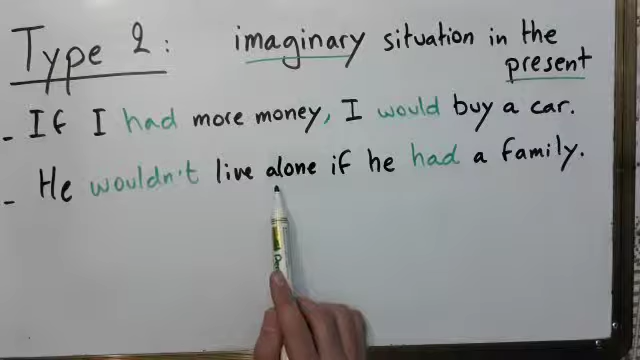 Type 2: imaginary situation in the
present
- If I had more money, I would buy a car.
- He wouldn't live alone if he had a family.